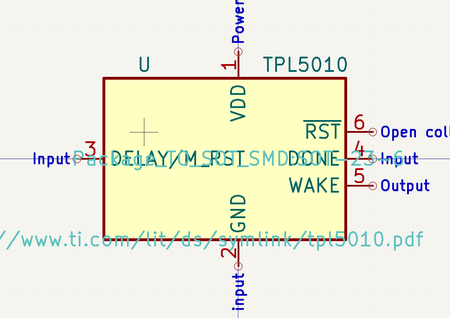 Power
1
U
TPL5010
VDD
RST
6
Open coll
Input
3
DELAY/M_RST
Package_TO_SOT_SMD:SOT-23-6
DONE
4
Input
WAKE
5
Output
GND
//www.ti.com/lit/ds/symlink/tpl5010.pdf
2
input